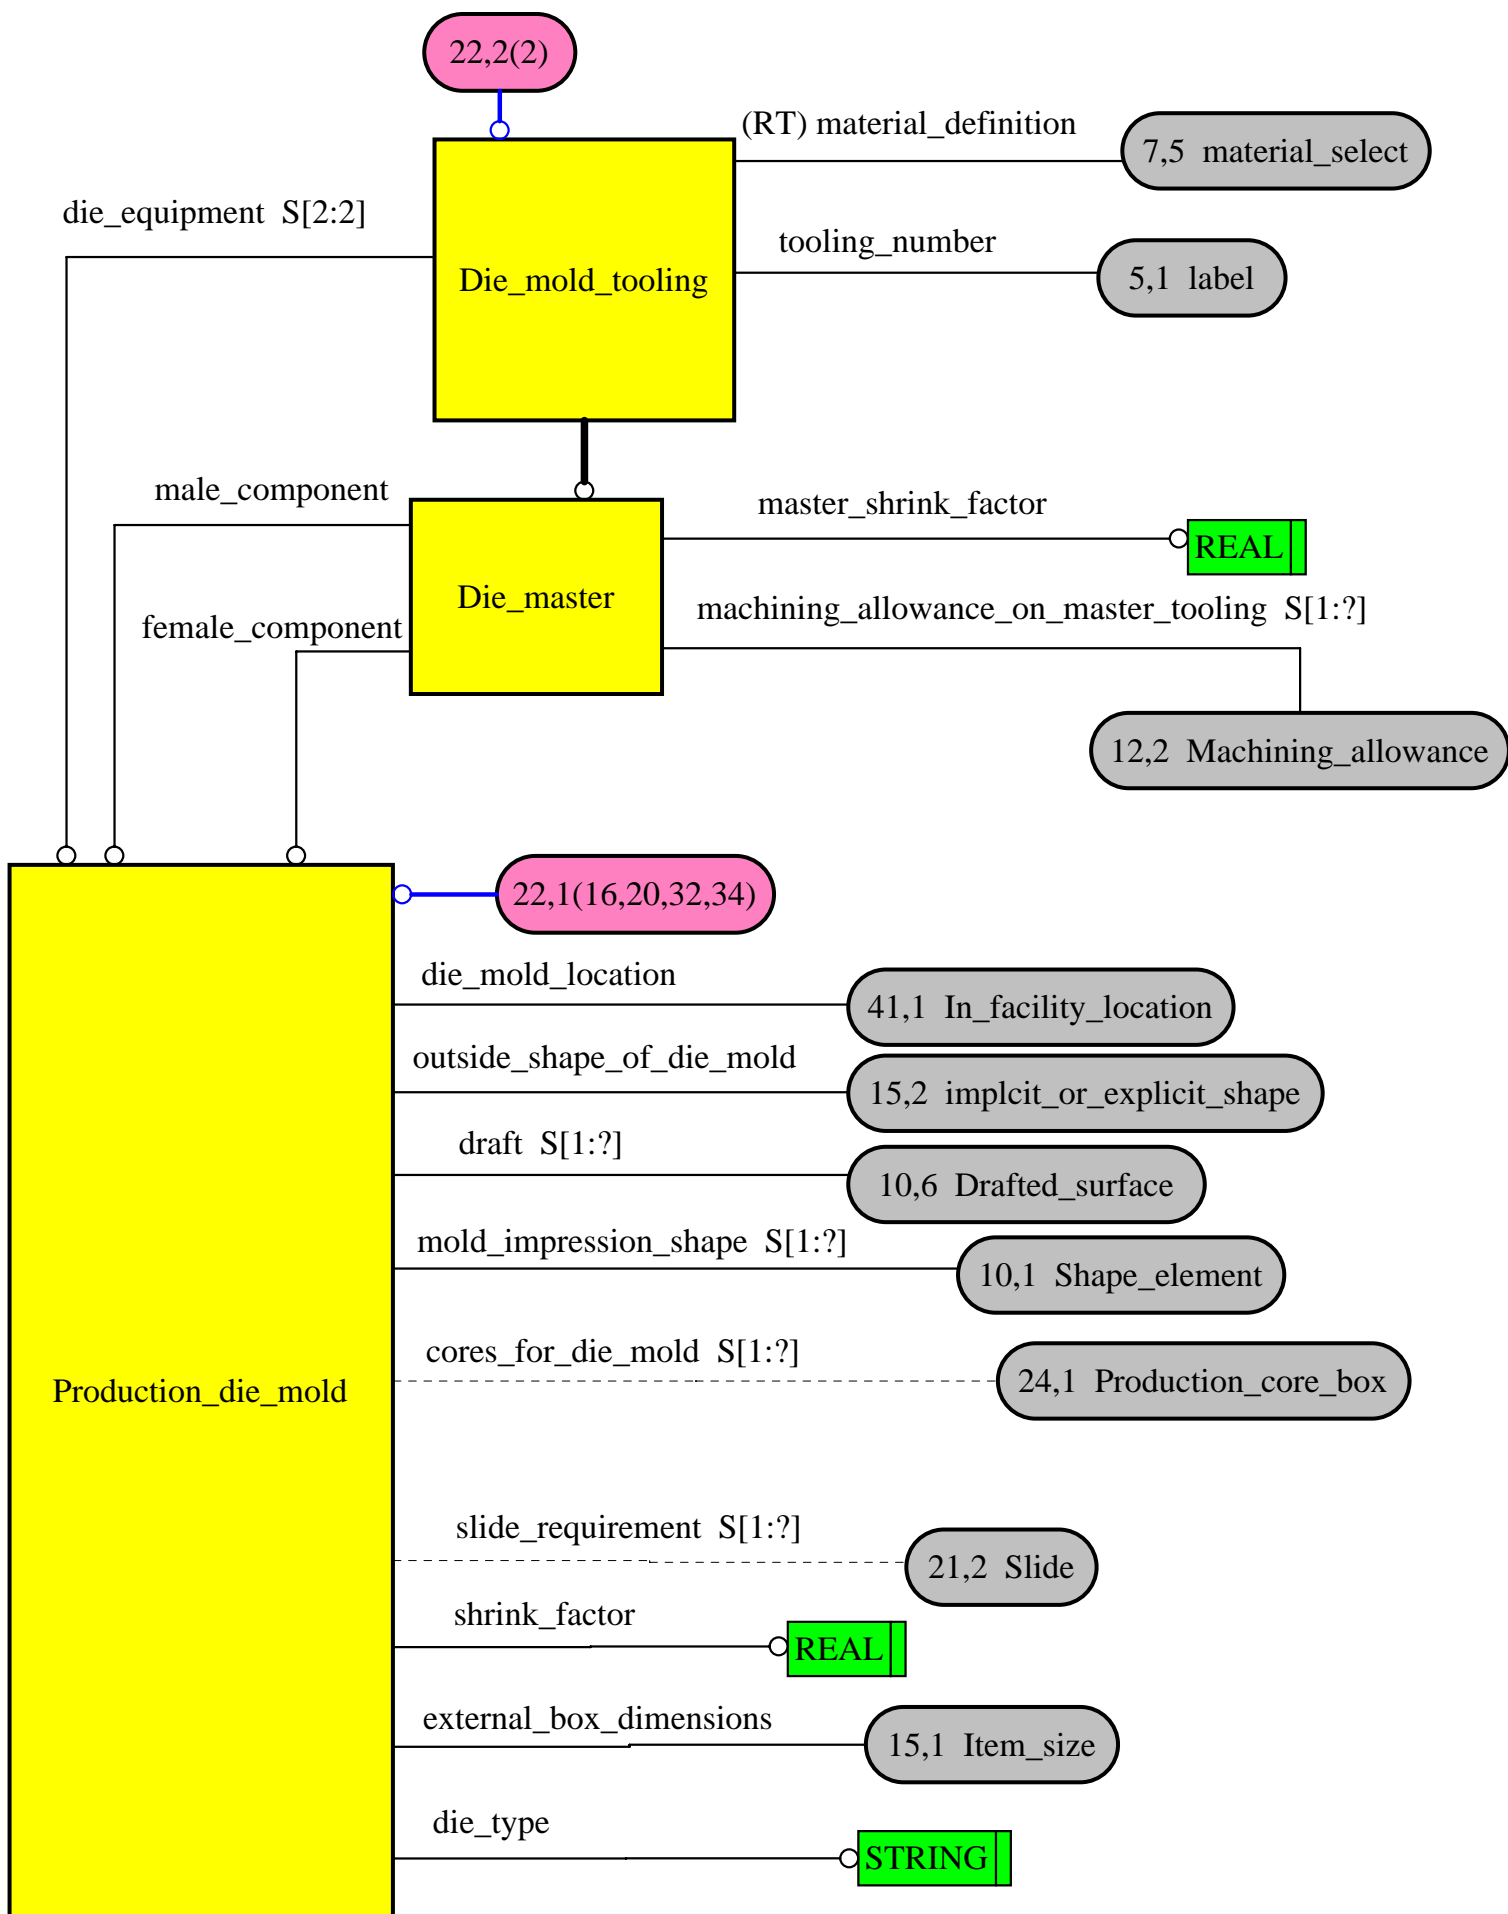 22,2(2)
(RT) material_definition
7,5 material_select
die_equipment S[2:2]
tooling_number
5,1 label
Die_mold_tooling
male_component
master_shrink_factor
REAL
Die_master
machining_allowance_on_master_tooling S[1:?]
female_component
12,2 Machining_allowance
22,1(16,20,32,34)
die_mold_location
41,1 In_facility_location
outside_shape_of_die_mold
15,2 implcit_or_explicit_shape
draft S[1:?]
10,6 Drafted_surface
mold_impression_shape S[1:?]
10,1 Shape_element
cores_for_die_mold S[1:?]
24,1 Production_core_box
Production_die_mold
slide_requirement S[1:?]
21,2 Slide
shrink_factor
REAL
external_box_dimensions
15,1 Item_size
die_type
STRING